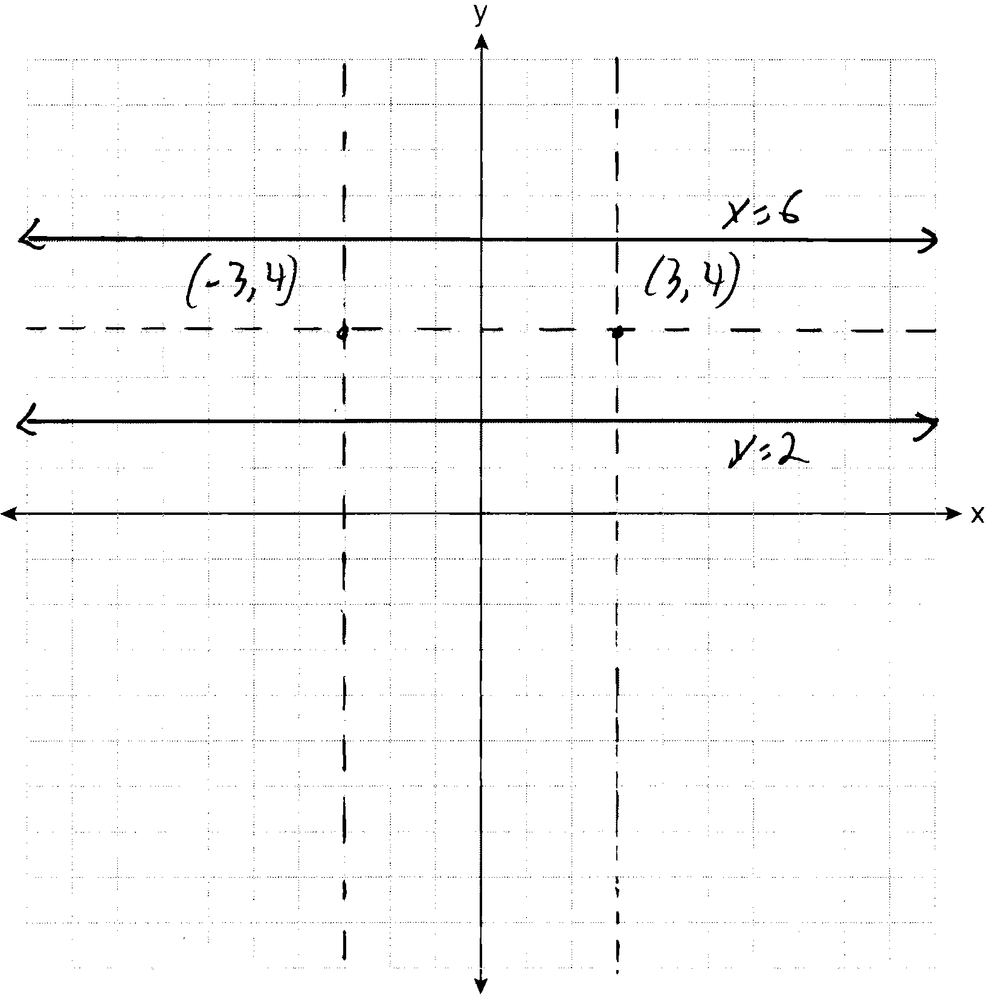 y
x=6
(-3,4)
(3,4)
y=2
x